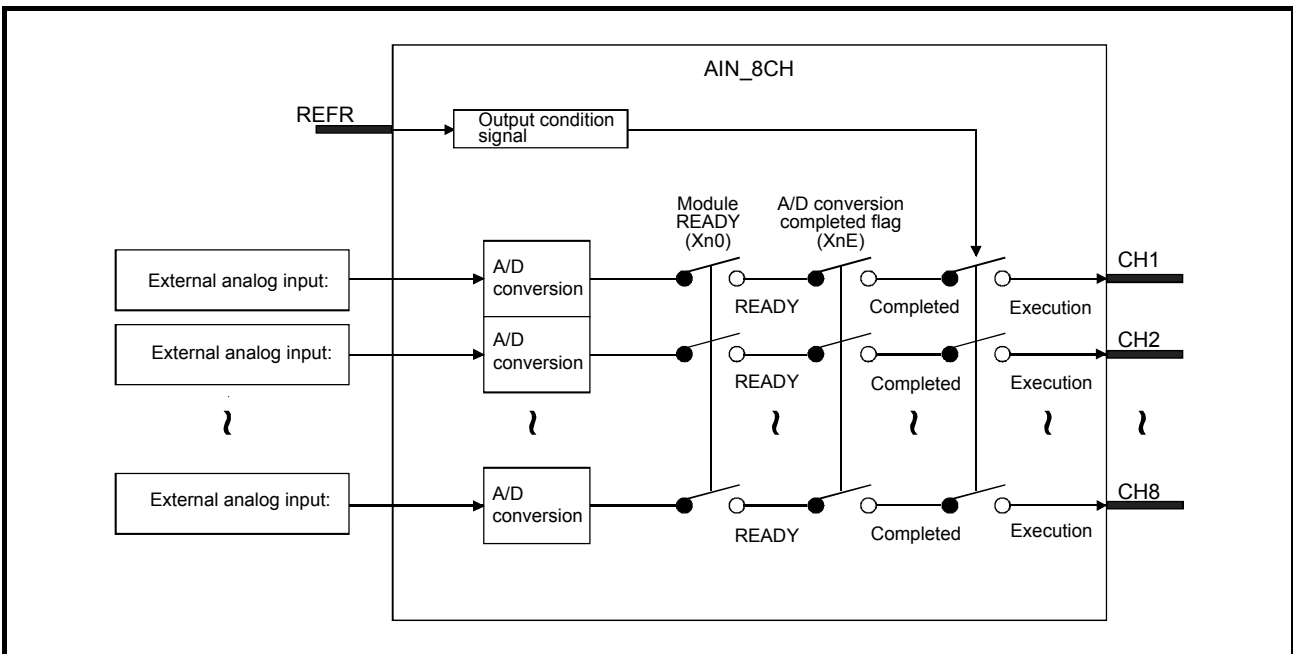 AIN_8CH
REFR
Output condition
signal
Module
READY
(Xn0)
A/D conversion
completed flag
(XnE)
External analog input:
A/D
conversion
READY
Completed
Execution
CH1
External analog input:
A/D
conversion
READY
Completed
Execution
CH2
~
~
~
~
~
~
External analog input:
A/D
conversion
READY
Completed
Execution
CH8